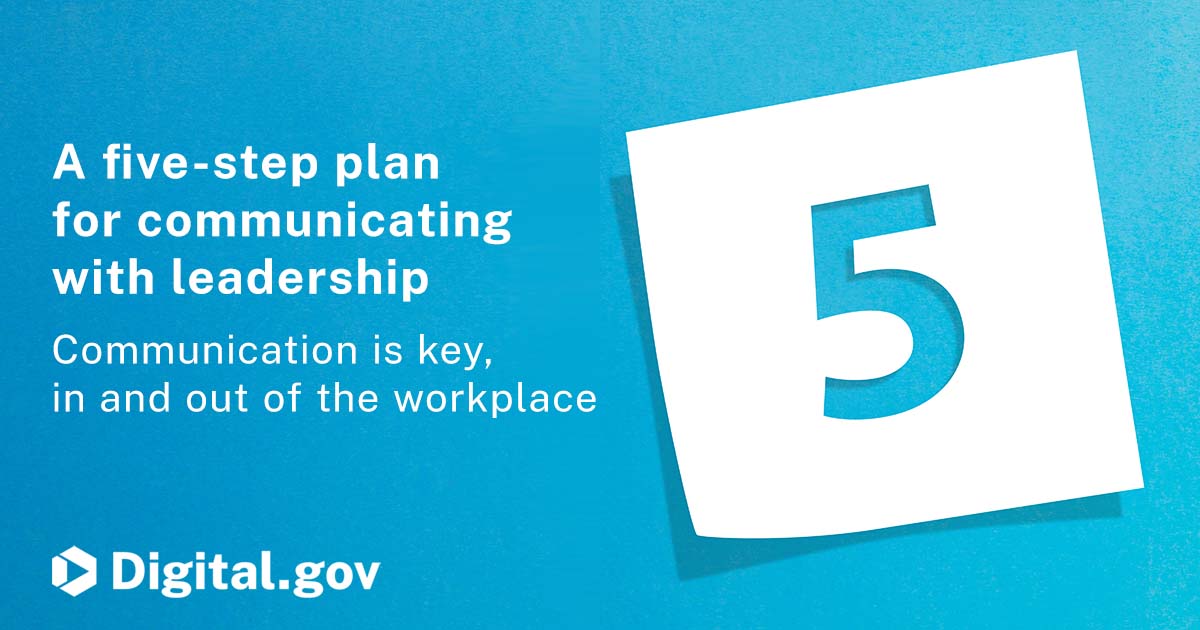 A five-step plan
for communicating
with leadership
Communication is key,
in and out of the workplace
Digital.gov
5